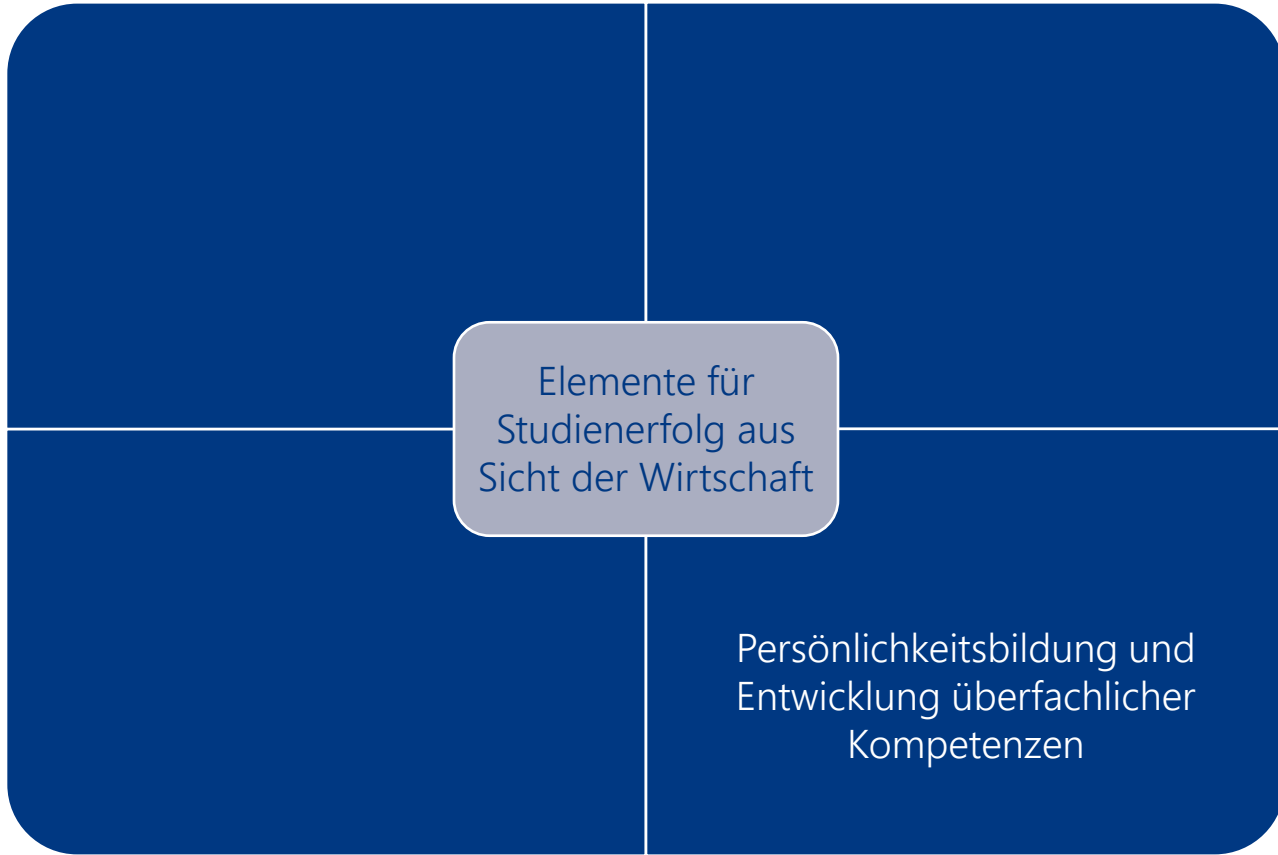 Elemente für
Studienerfolg aus
Sicht der Wirtschaft
Persönlichkeitsbildung und
Entwicklung überfachlicher
Kompetenzen